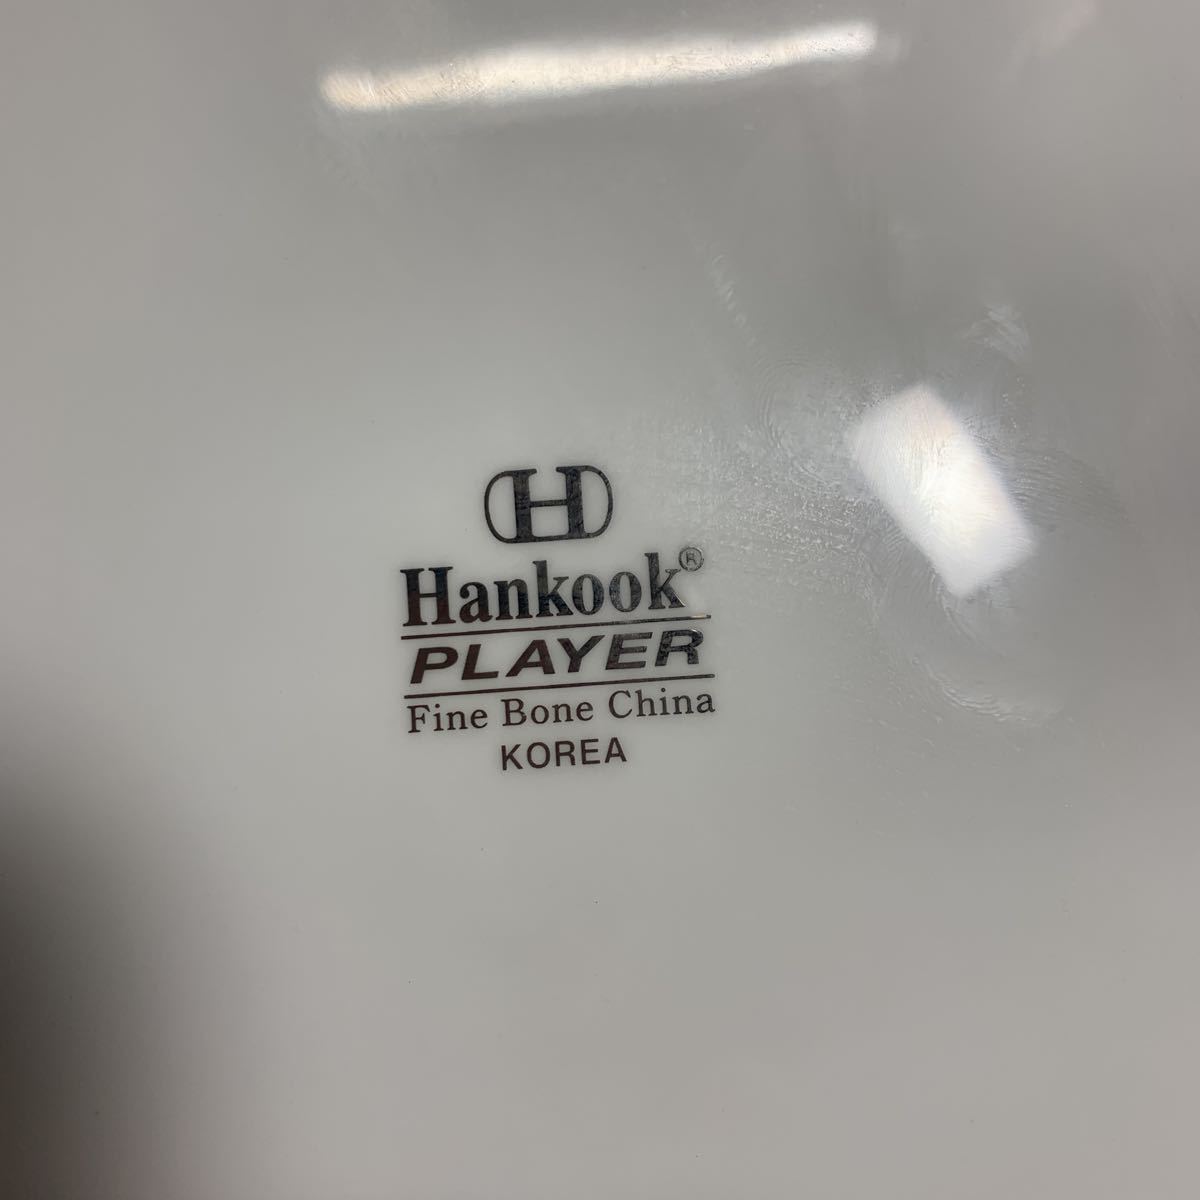 H
Hankook®
PLAYER
Fine Bone China
KOREA